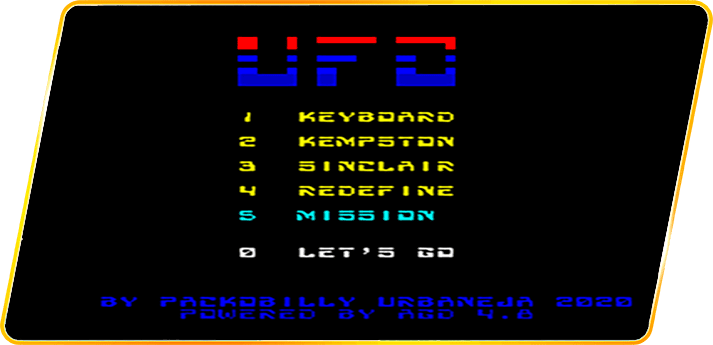 UFO
1 KEYBOARD
2 KEMPSTON
3 SINCLAIR
4 REDEFINE
5 MISSION
0 LET'S GO
BY PACKOBILLY URBANEJA 2020
POWERED BY AGD 4.8